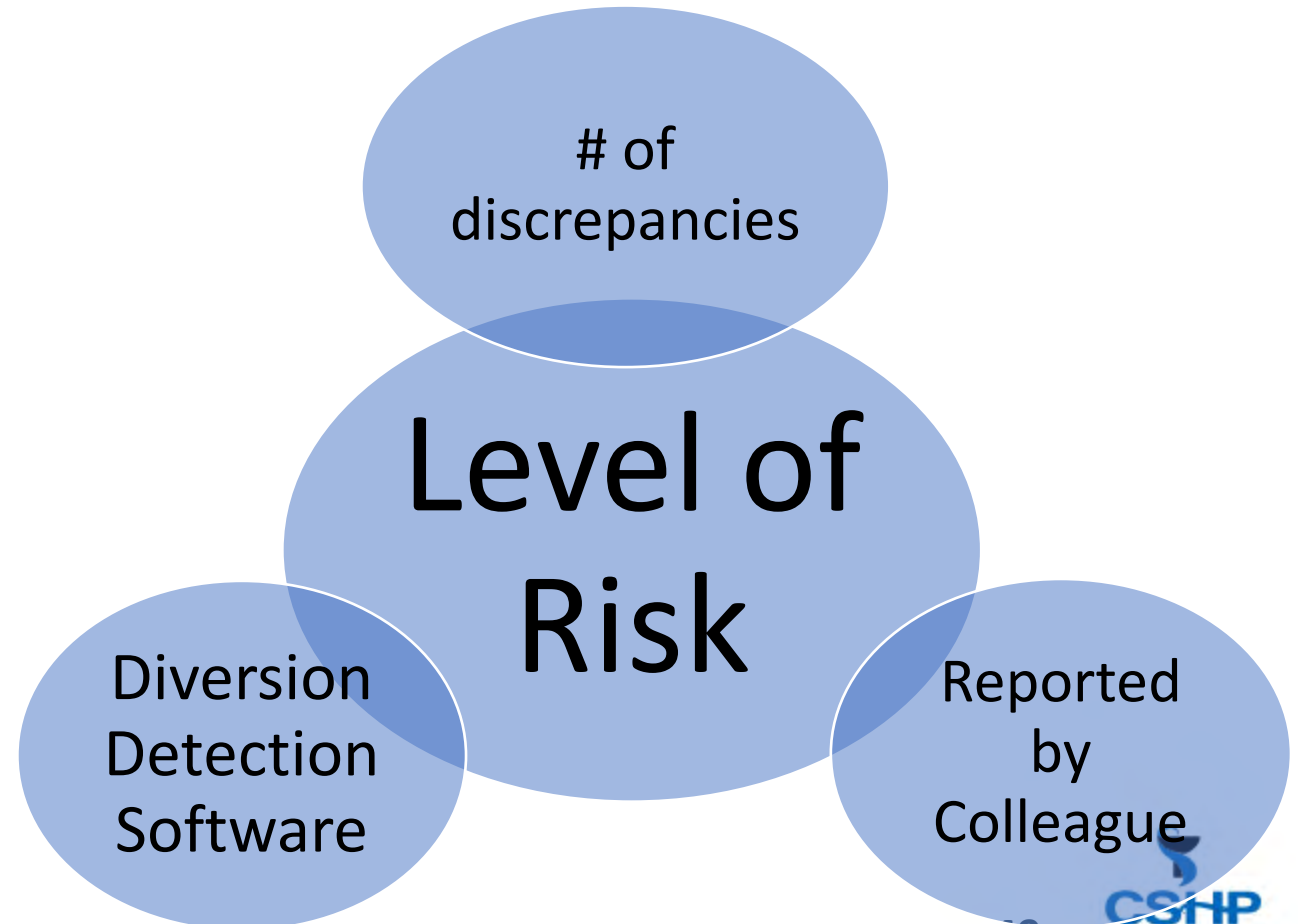 # of
discrepancies
Level of
Risk
Diversion
Detection
Software
Reported
by
Colleague
CSHP